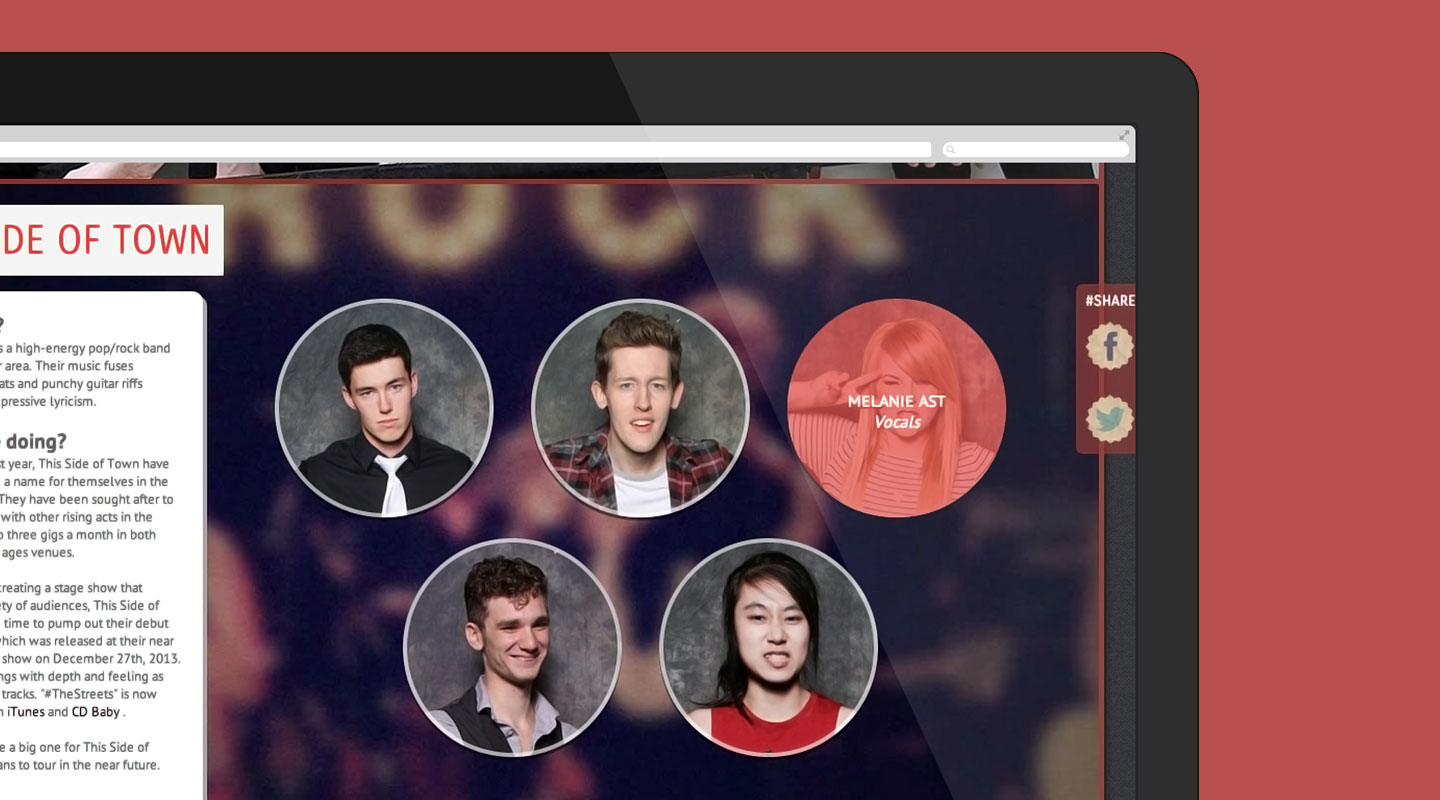 ROCK
DE OF TOWN
?
s a high-energy pop/rock band
r area. Their music fuses
ats and punchy guitar riffs
pressive lyricism.
doing?
t year, This Side of Town have
a name for themselves in the
They have been sought after to
with other rising acts in the
o three gigs a month in both
ages venues.
creating a stage show that
ety of audiences, This Side of
time to pump out their debut
which was released at their near
show on December 27th, 2013.
ngs with depth and feeling as
tracks. "#TheStreets" is now
n iTunes and CD Baby .
e a big one for This Side of
ans to tour in the near future.
MELANIE AST
Vocals
#SHARE
f